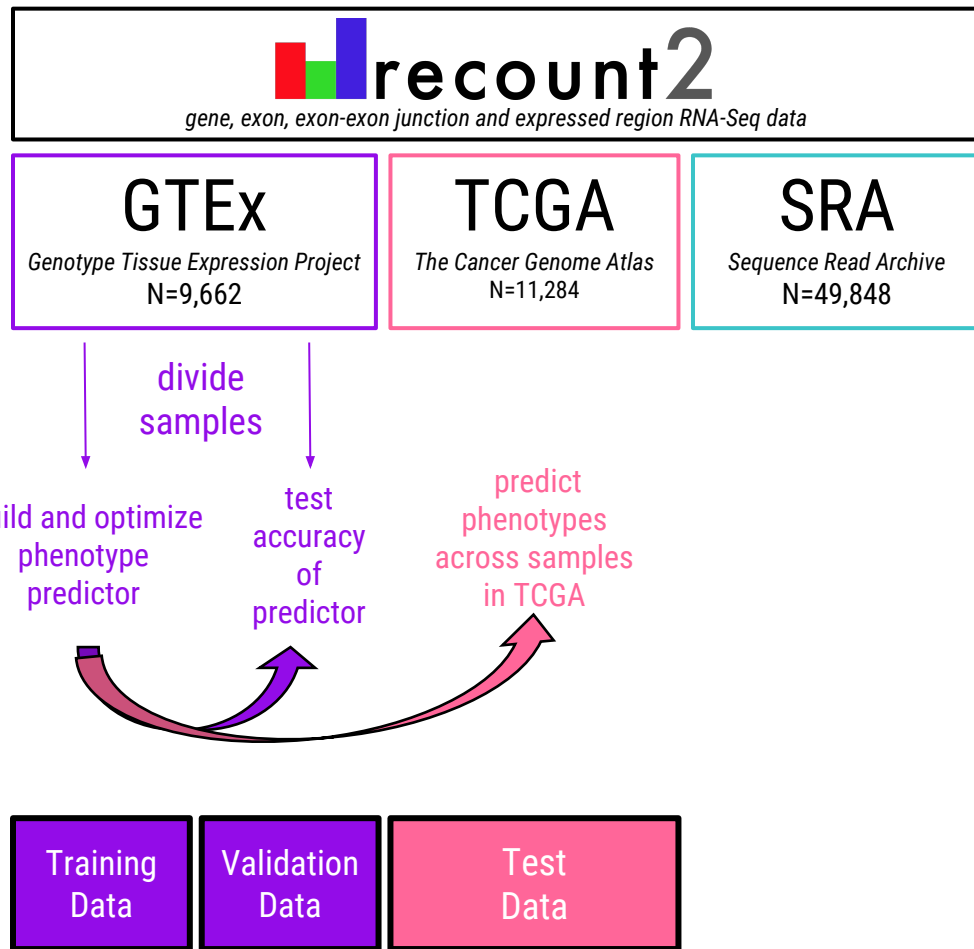 recount2
gene, exon, exon-exon junction and expressed region RNA-Seq data
GTEx
Genotype Tissue Expression Project
N=9,662
TCGA
The Cancer Genome Atlas
N=11,284
SRA
Sequence Read Archive
N=49,848
divide
samples
ild and optimize
phenotype
predictor
test
accuracy
of
predictor
predict
phenotypes
across samples
in TCGA
Training
Data
Validation
Data
Test
Data